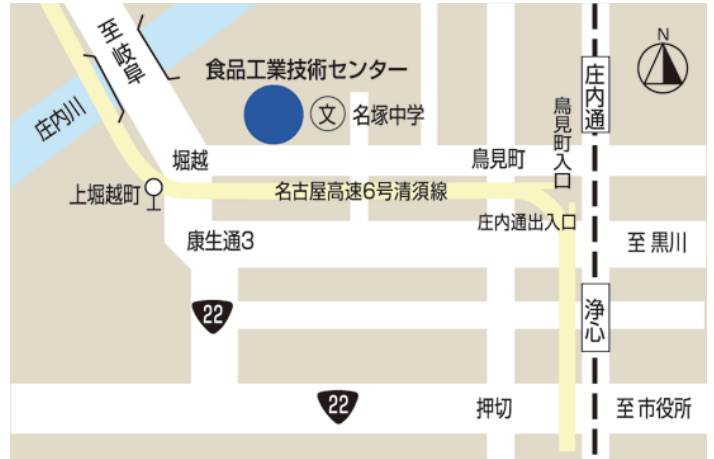 至岐阜
食品工業技術センター
N
庄内通
庄内川
文 名塚中学
鳥見町入口
堀越
鳥見町
上堀越町
名古屋高速6号清須線
庄内通出入口
康生通3
至 黒川
22
浄心
22
押切
至 市役所